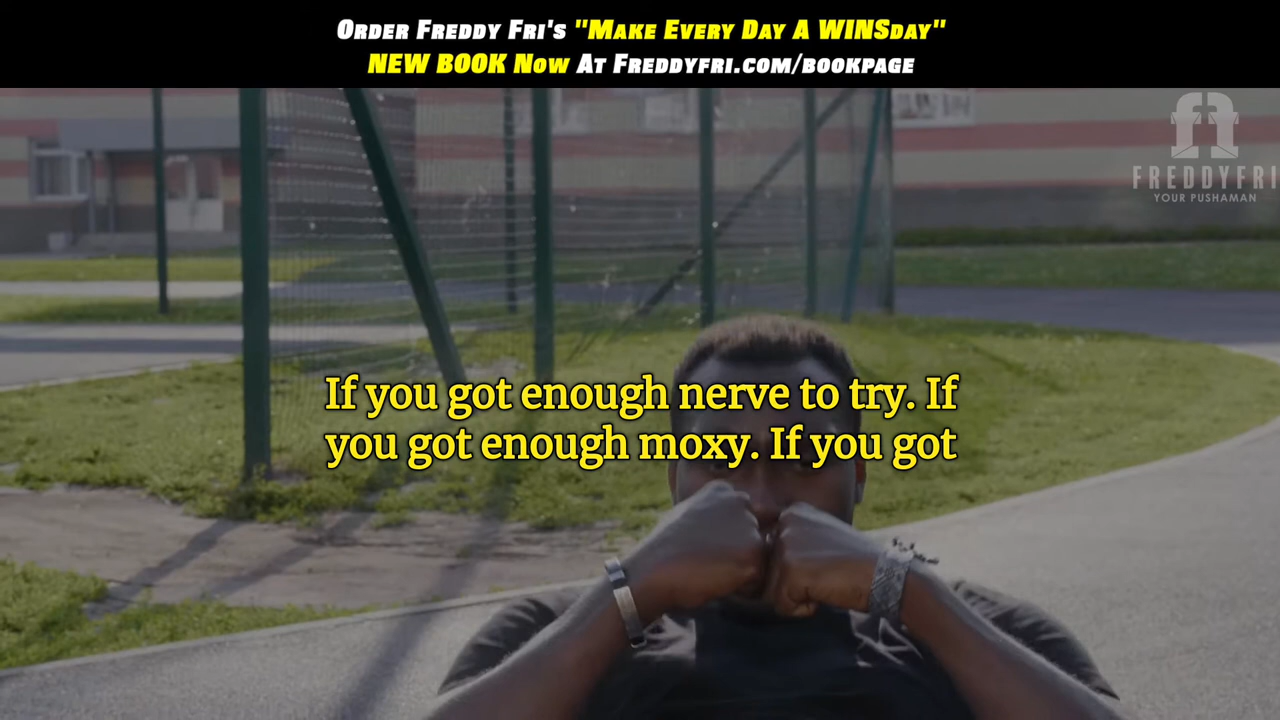 Order Freddy Fri's "Make Every Day A WINSday"
NEW BOOK Now At Freddyfri.com/bookpage
FREDDYFRI
YOUR PUSHAMAN
If you got enough nerve to try. If
you got enough moxy. If you got